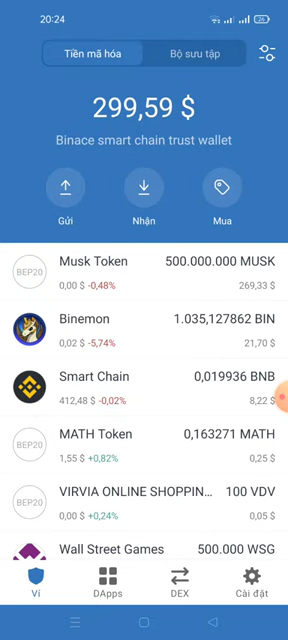 20:24
26
Tiền mã hóa
Bộ sưu tập
299,59 $
Binace smart chain trust wallet
Gửi
Nhận
Mua
BEP20
Musk Token
500.000.000 MUSK
0,00 $ -0,48%
269,33 $
Binemon
1.035,127862 BIN
0,02 $ -5,74%
21,70 $
Smart Chain
0,019936 BNB
412,48 $ -0,02%
8,22 $
BEP20
MATH Token
0,163271 MATH
1,55 $ +0,82%
0,25 $
BEP20
VIRVIA ONLINE SHOPPIN...
100 VDV
0,00 $ +0,24%
0,05 $
Wall Street Games
500.000 WSG
Ví
DApps
DEX
Cài đặt